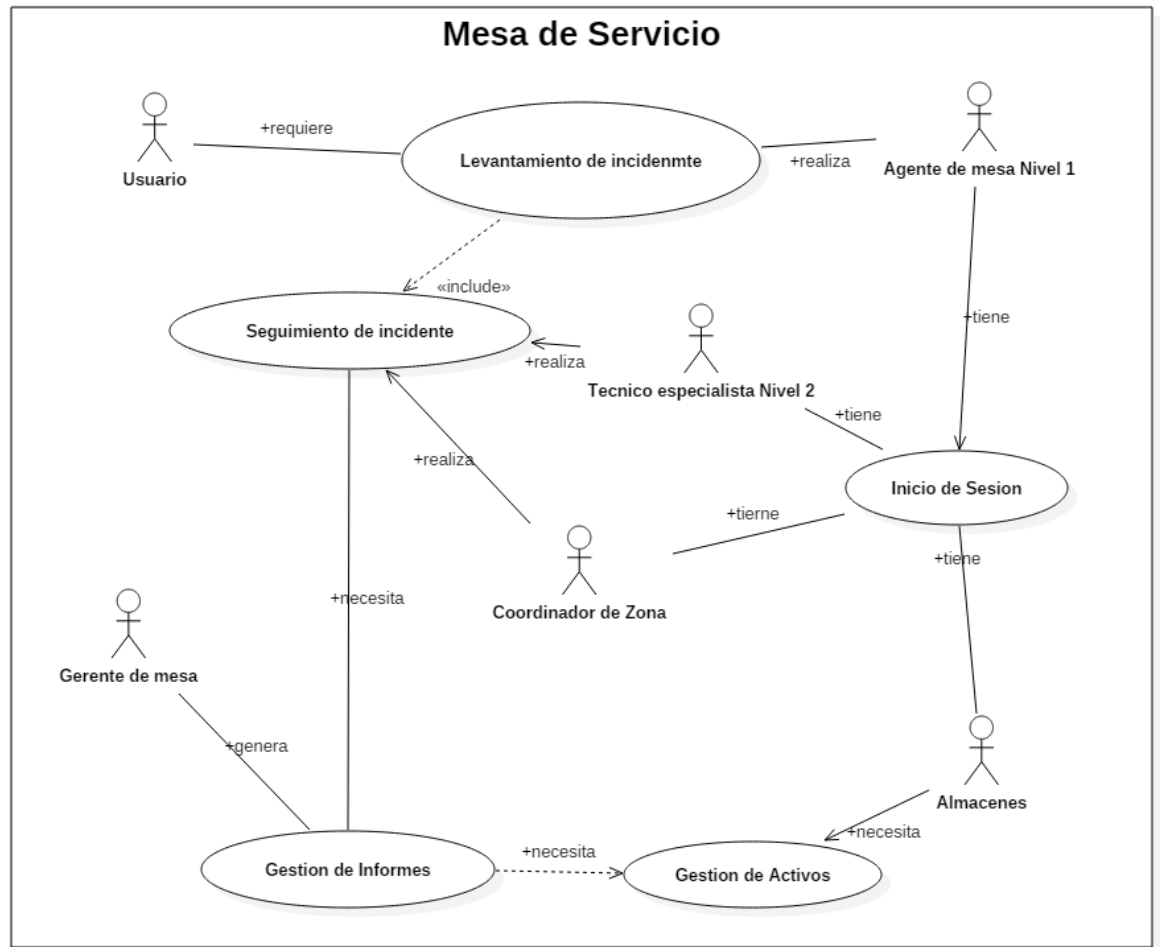 Mesa de Servicio
+requiere
Levantamiento de incidenmte
+realiza
Agente de mesa Nivel 1
Usuario
«include»
+tiene
Seguimiento de incidente
+realiza
Tecnico especialista Nivel 2
+tiene
+realiza
Inicio de Sesion
+tierne
+tiene
+necesita
Coordinador de Zona
Gerente de mesa
+genera
Almacenes
+necesita
+necesita
Gestion de Informes
Gestion de Activos